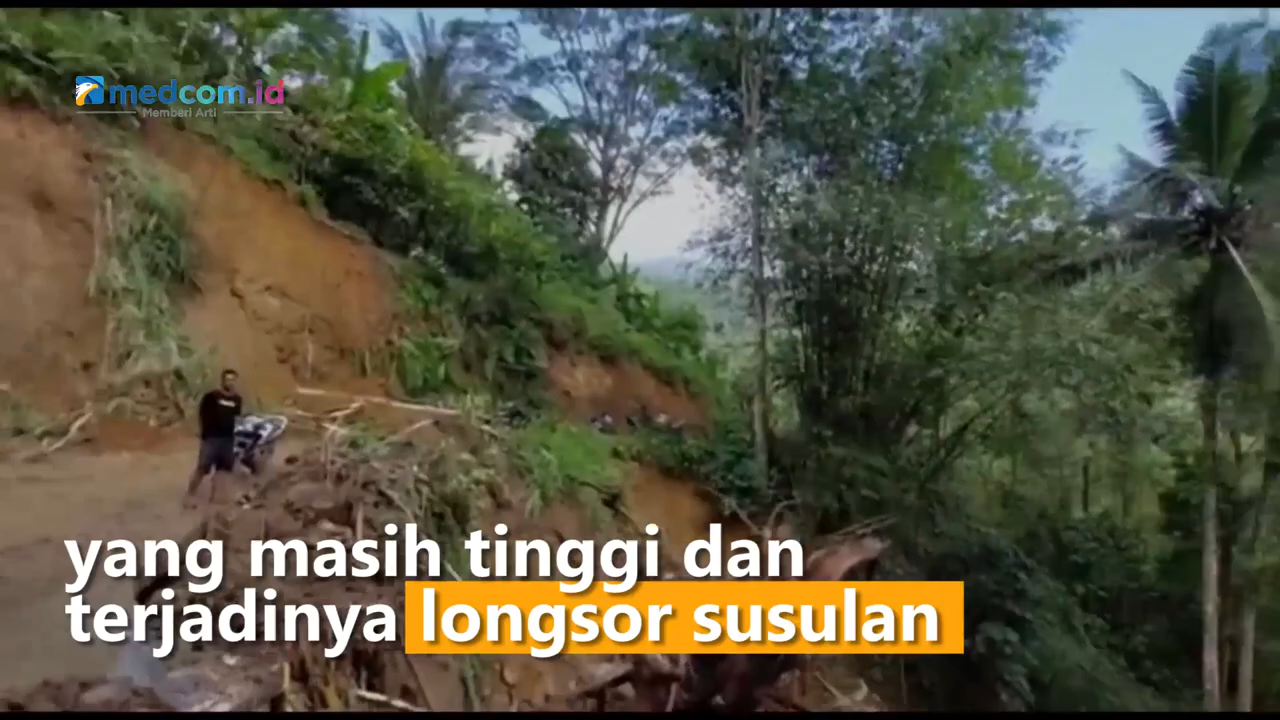 medcom.id
Memberi Arti
yang masih tinggi dan
terjadinya longsor susulan